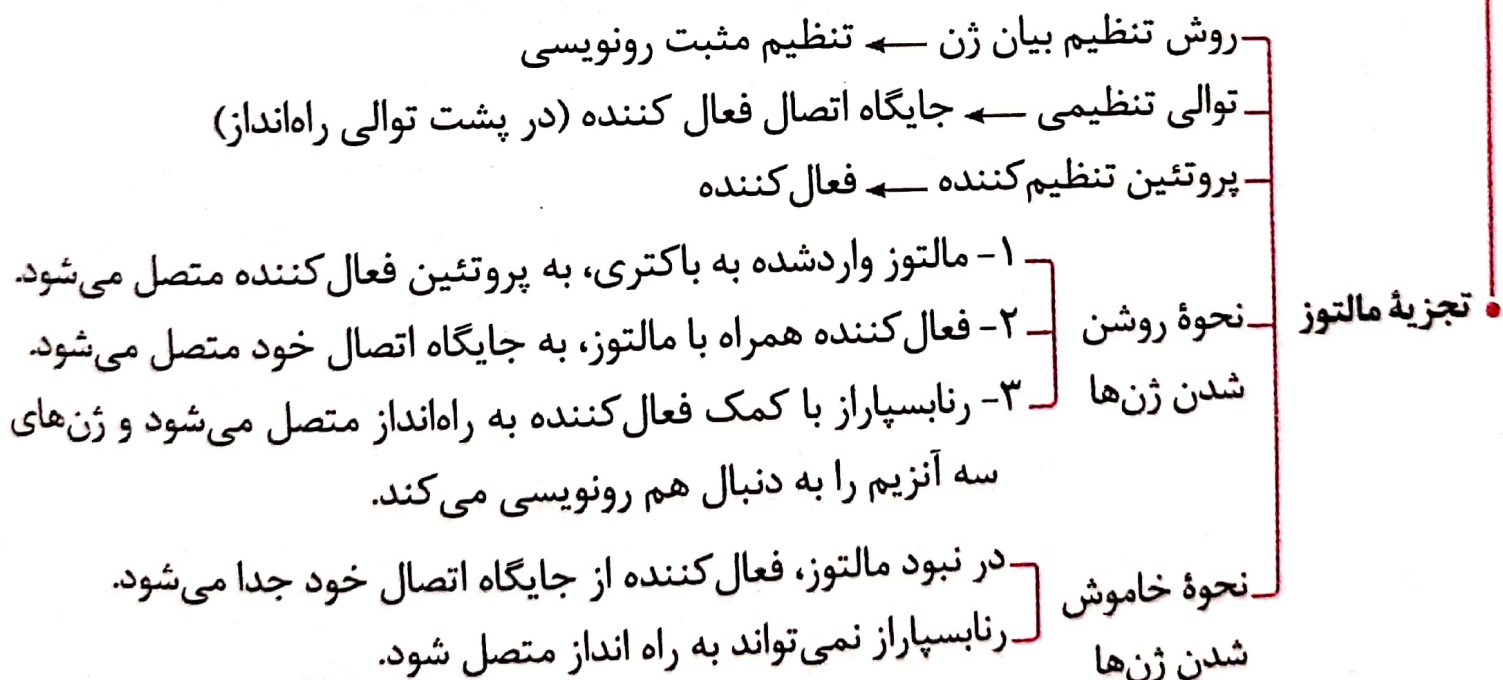 روش تنظیم بیان ژن ← تنظیم مثبت رونویسی
توالی تنظیمی ← جایگاه اتصال فعال کننده (در پشت توالی راه‌انداز)
پروتئین تنظیم‌کننده ← فعال‌کننده
• تجزیهٔ مالتوز
نحوهٔ روشن
شدن ژن‌ها
۱- مالتوز واردشده به باکتری، به پروتئین فعال‌کننده متصل می‌شود.
۲- فعال‌کننده همراه با مالتوز، به جایگاه اتصال خود متصل می‌شود.
۳- رنابسپاراز با کمک فعال‌کننده به راه‌انداز متصل می‌شود و ژن‌های
سه آنزیم را به دنبال هم رونویسی می‌کند.
نحوهٔ خاموش
شدن ژن‌ها
در نبود مالتوز، فعال‌کننده از جایگاه اتصال خود جدا می‌شود.
رنابسپاراز نمی‌تواند به راه انداز متصل شود.